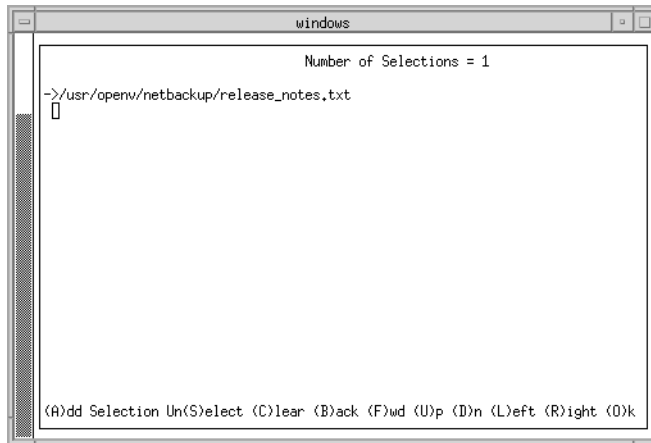 windows
Number of Selections = 1
->/usr/openv/netbackup/release_notes.txt
(A)dd Selection Un(S)elect (C)lear (B)ack (F)wd (U)p (D)n (L)eft (R)ight (O)k